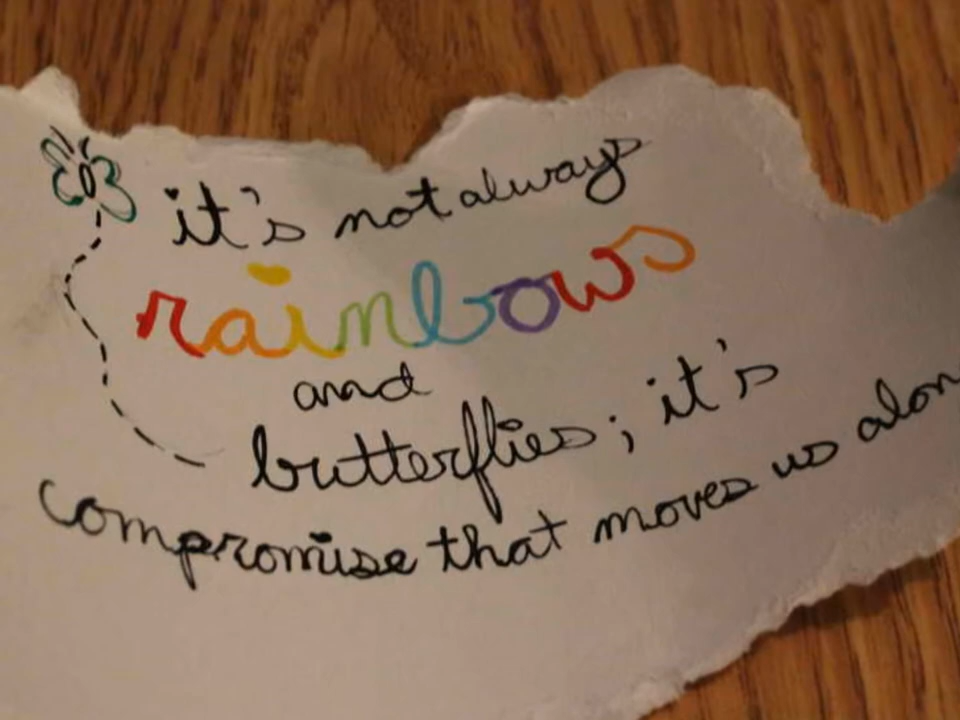 it's not always
rainbows
and
butterflies; it's
compromise that moves us alon